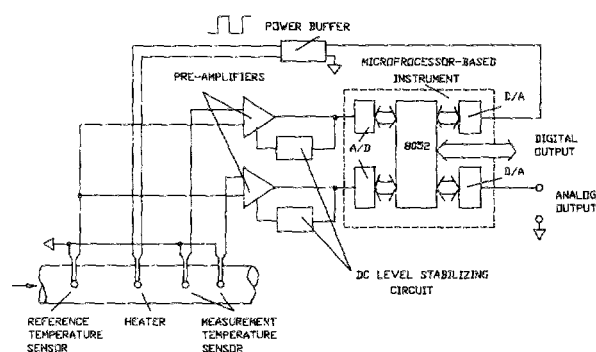 POWER BUFFER
MICROPROCESSOR-BASED
INSTRUMENT
PRE-AMPLIFIERS
D/A
A/D
8052
DIGITAL
OUTPUT
D/A
ANALOG
OUTPUT
DC LEVEL STABILIZING
CIRCUIT
REFERENCE
TEMPERATURE
SENSOR
HEATER
MEASUREMENT
TEMPERATURE
SENSOR